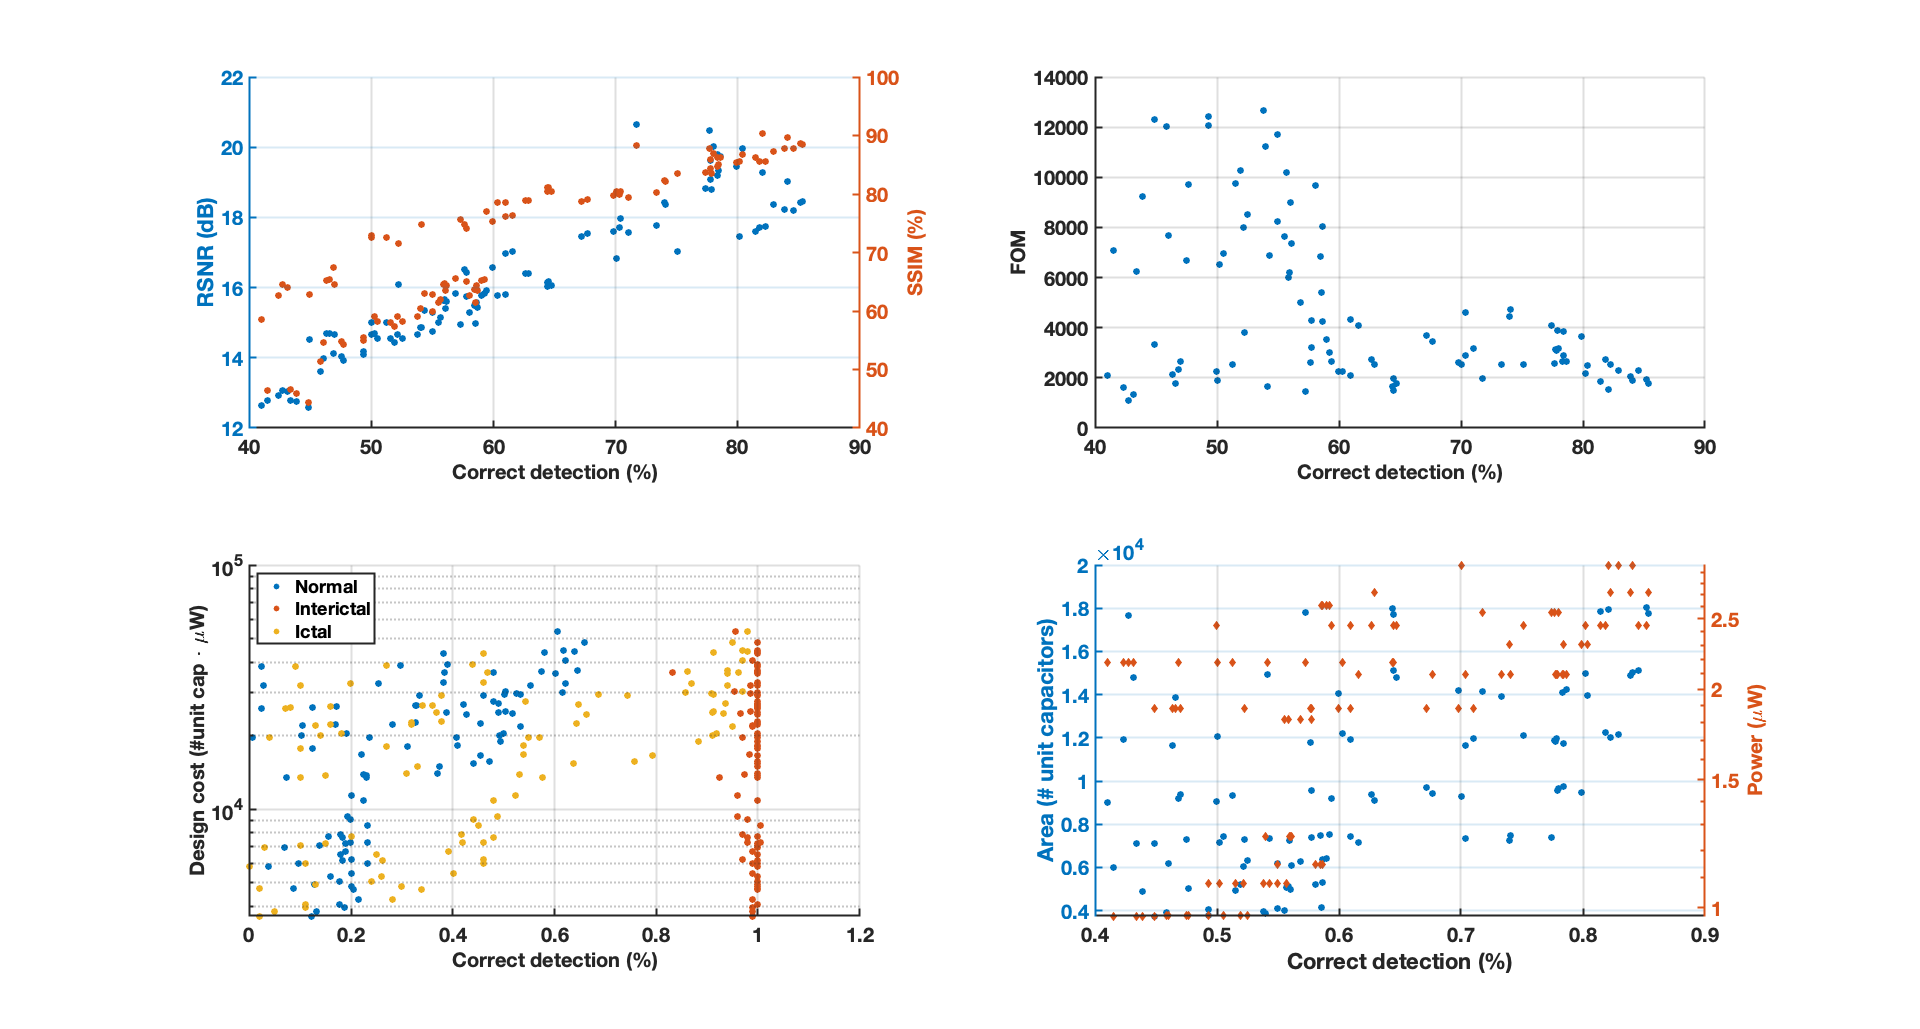 22
20
18
16
14
12
RSNR (dB)
100
90
80
70
60
50
40
SSIM (%)
40 50 60 70 80 90
Correct detection (%)
14000
12000
10000
8000
6000
4000
2000
0
FOM
40 50 60 70 80 90
Correct detection (%)
10^5
10^4
Design cost (#unit cap · μW)
Normal
Interictal
Ictal
0 0.2 0.4 0.6 0.8 1 1.2
Correct detection (%)
×10^4
2
1.8
1.6
1.4
1.2
1
0.8
0.6
0.4
Area (# unit capacitors)
2.5
2
1.5
1
Power (μW)
0.4 0.5 0.6 0.7 0.8 0.9
Correct detection (%)